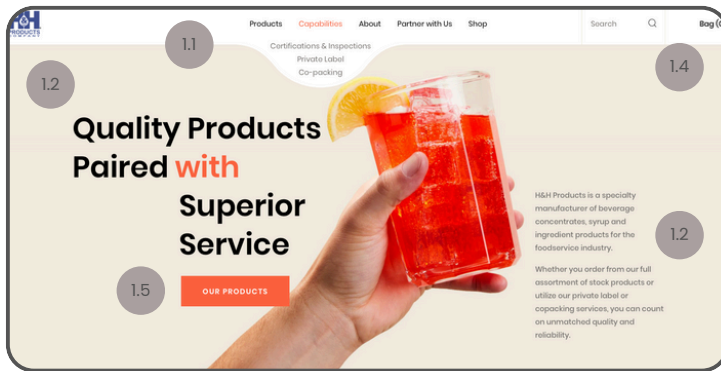 H&H
PRODUCTS
COMPANY
Products Capabilities About Partner with Us Shop
Search
Bag (
1.1
Certifications & Inspections
Private Label
Co-packing
1.4
1.2
Quality Products
Paired with
Superior
Service
H&H Products is a specialty
manufacturer of beverage
concentrates, syrup and
ingredient products for the
foodservice industry.
1.2
Whether you order from our full
assortment of stock products or
utilize our private label or
copacking services, you can count
on unmatched quality and
reliability.
1.5
OUR PRODUCTS